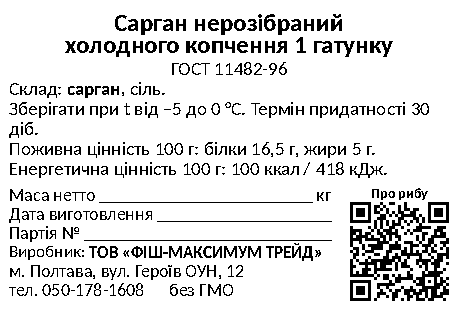 Сарган нерозібраний
холодного копчення 1 гатунку
ГОСТ 11482-96
Склад: сарган, сіль.
Зберігати при t від –5 до 0 °С. Термін придатності 30
діб.
Поживна цінність 100 г: білки 16,5 г, жири 5 г.
Енергетична цінність 100 г: 100 ккал / 418 кДж.
Маса нетто ______________________ кг
Дата виготовлення ___________________
Партія № ___________________________
Виробник: ТОВ «ФІШ-МАКСИМУМ ТРЕЙД»
м. Полтава, вул. Героїв ОУН, 12
тел. 050-178-1608 без ГМО
Про рибу